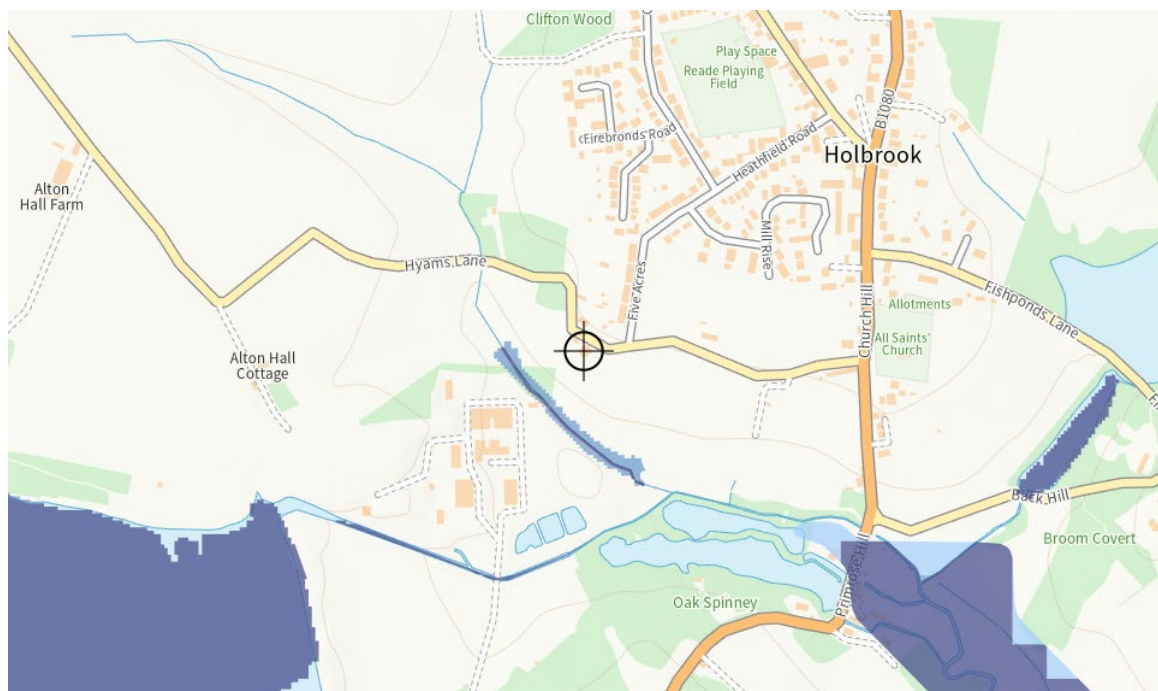 Clifton Wood
Play Space
Reade Playing
Field
B1080
Firebronds Road
Heathfield Road
Holbrook
Alton
Hall Farm
Hyams Lane
Mill Rise
Five Acres
Fishponds Lane
Allotments
Church Hill
All Saints'
Church
Alton Hall
Cottage
Back Hill
Broom Covert
Primrose Hill
Oak Spinney